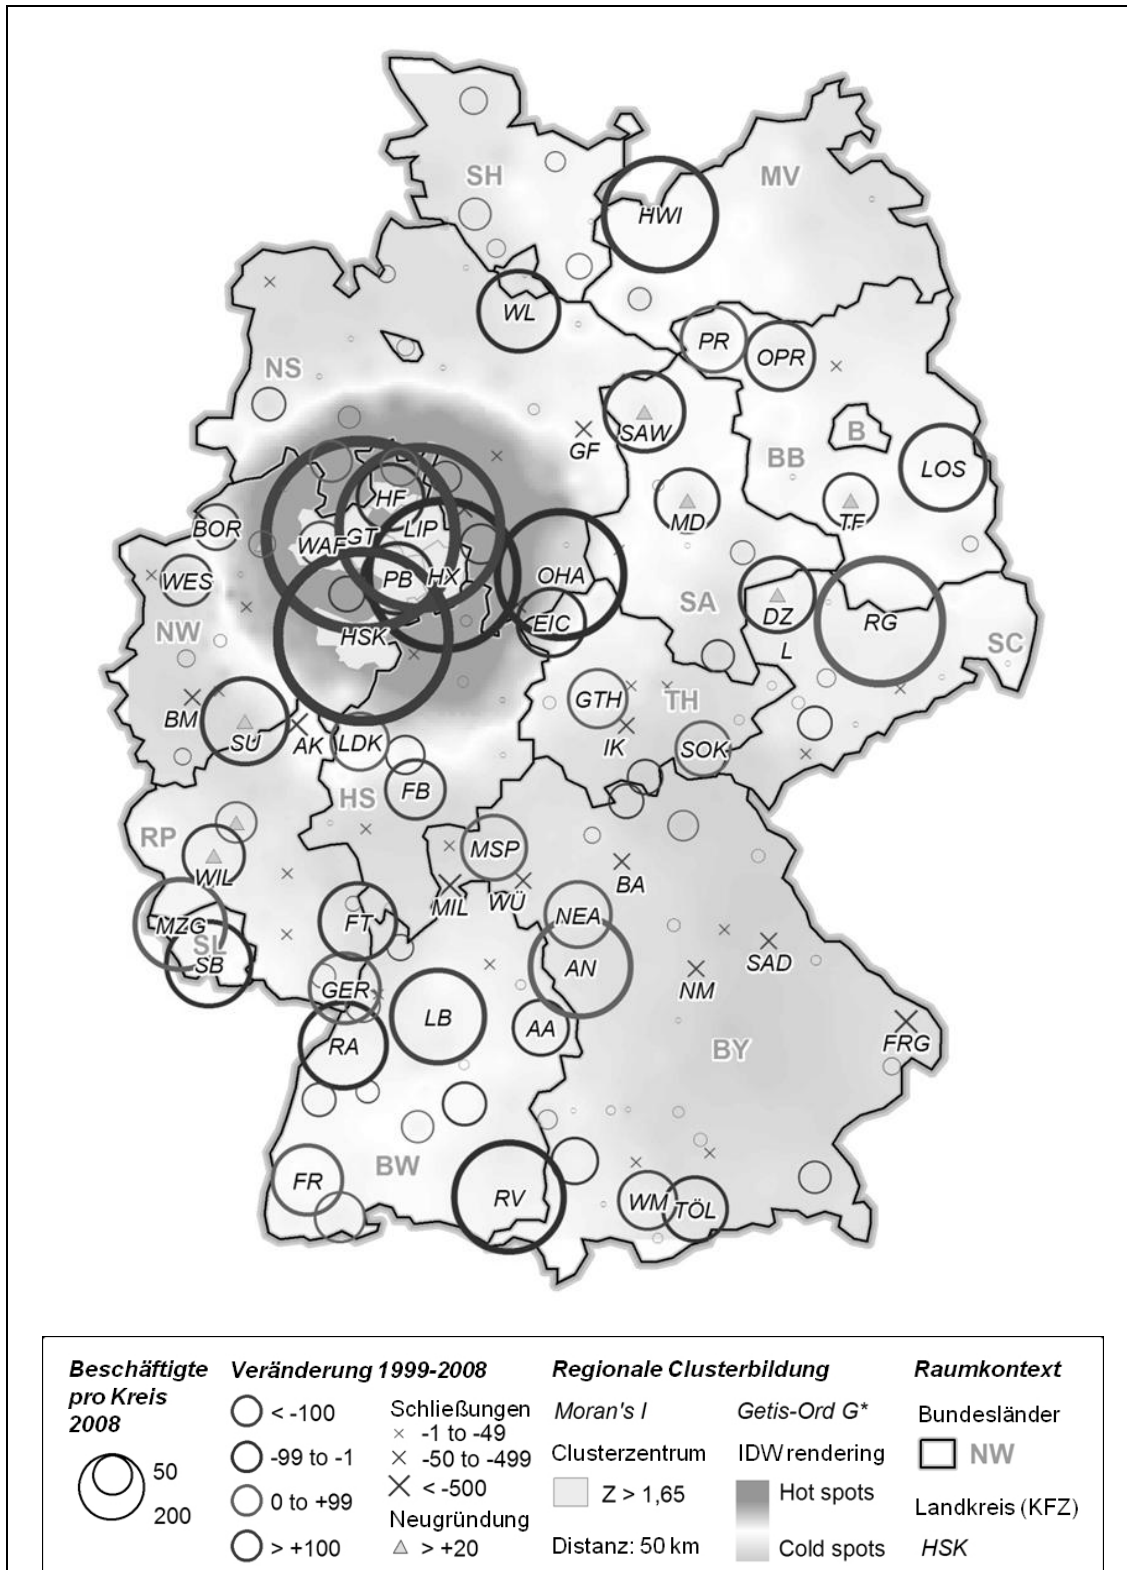 SH
MV
HWI
WL
PR
OPR
NS
SAW
GF
B
BB
LOS
HF
BOR
WAF
GT
LIP
MD
TF
WES
PB
HX
OHA
NW
HSK
EIC
SA
DZ
RG
L
SC
GTH
TH
BM
SU
AK
LDK
IK
SOK
HS
FB
RP
MSP
WIL
MIL
WÜ
BA
MZG
FT
NEA
SL
SB
AN
SAD
NM
GER
LB
AA
RA
FRG
BY
BW
FR
RV
WM
TÖL
Beschäftigte pro Kreis 2008
50
200
Veränderung 1999-2008
< -100
-99 to -1
0 to +99
> +100
Schließungen
-1 to -49
-50 to -499
< -500
Neugründung
> +20
Regionale Clusterbildung
Moran's I
Clusterzentrum
Z > 1,65
Distanz: 50 km
Getis-Ord G*
IDW rendering
Hot spots
Cold spots
Raumkontext
Bundesländer
NW
Landkreis (KFZ)
HSK